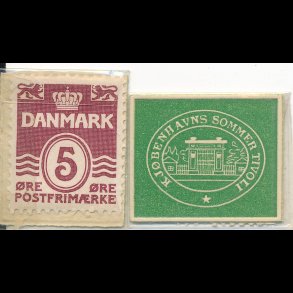 DANMARK
5
ØRE ØRE
POSTFRIMÆRKE
KJØBENHAVNS SOMMER TIVOLI